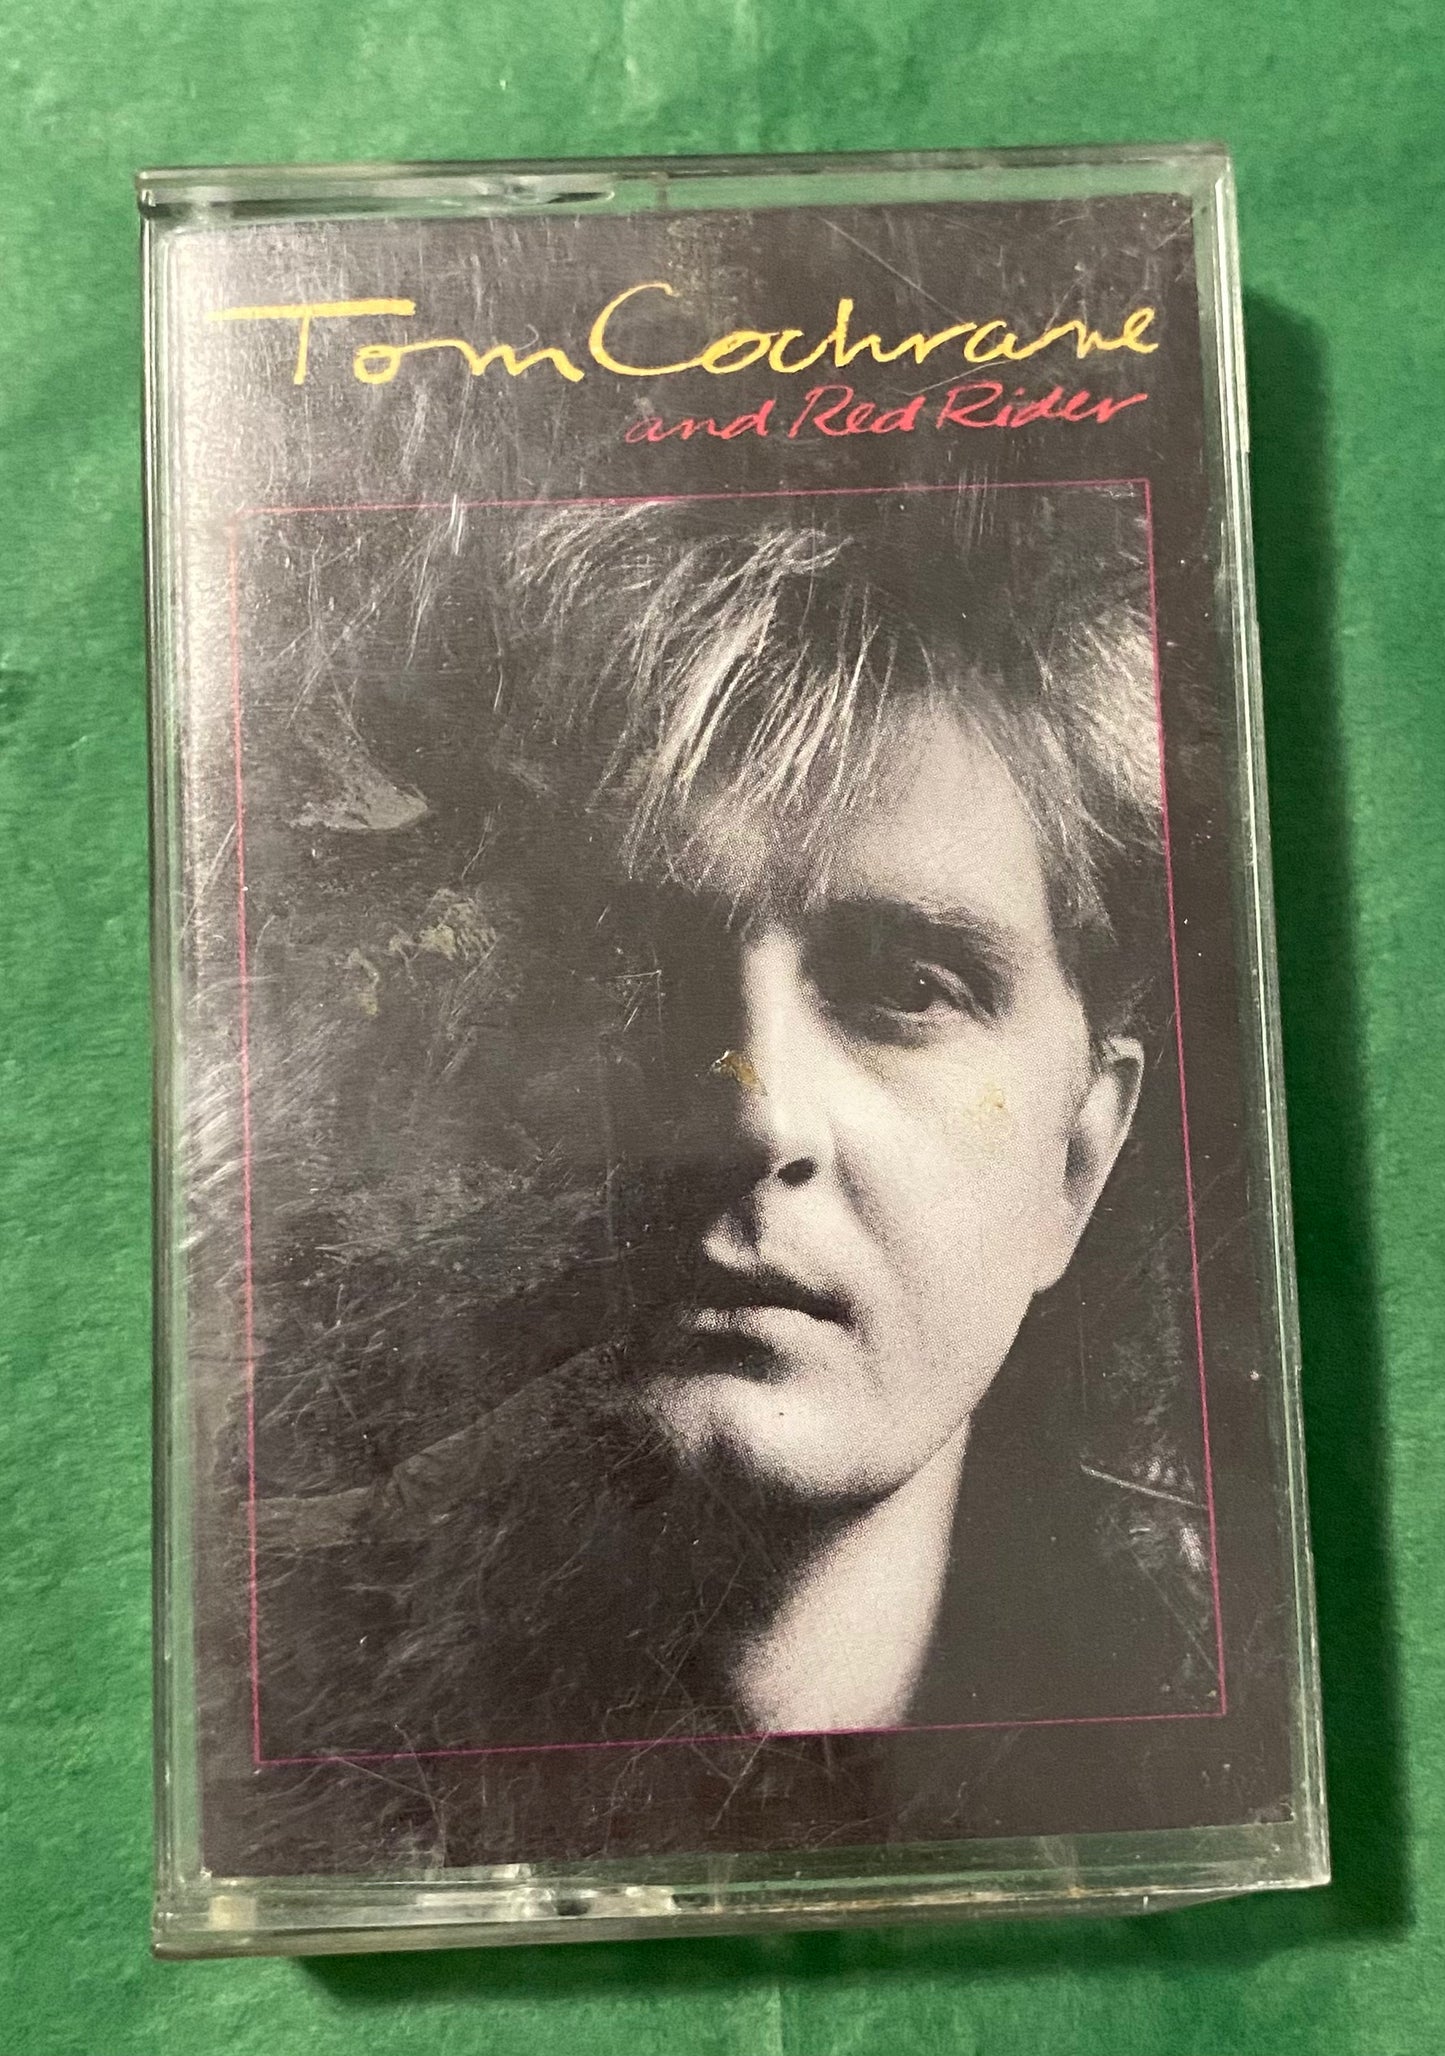 Tom Cochrane
and Red Rider